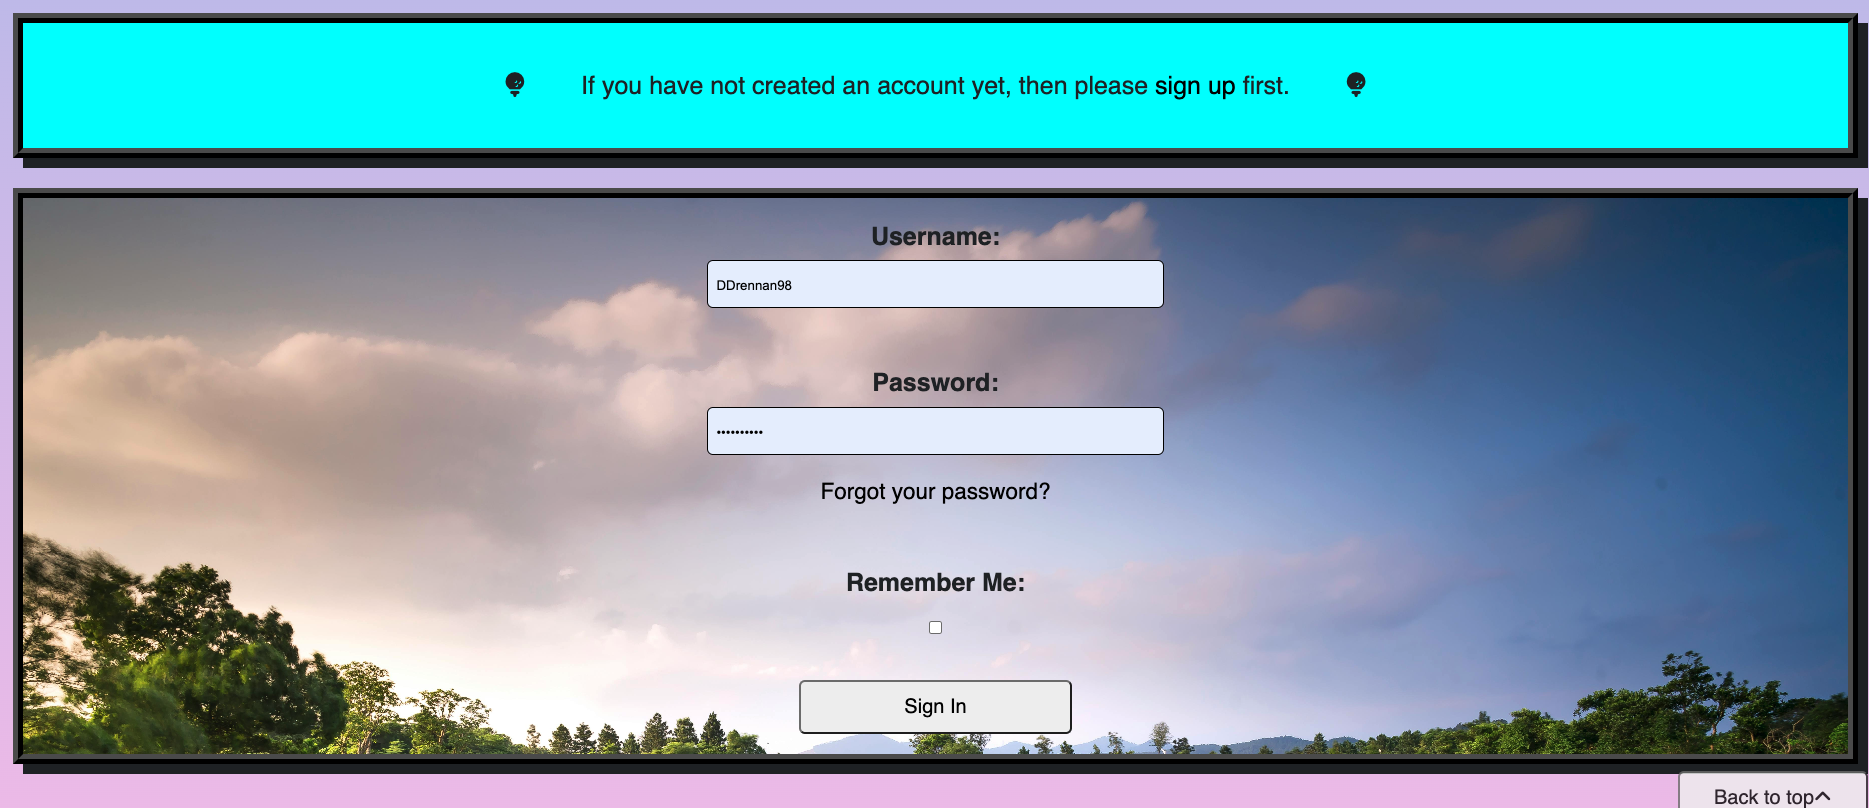 If you have not created an account yet, then please sign up first.
Username:
DDrennan98
Password:
••••••••••
Forgot your password?
Remember Me:
Sign In
Back to top